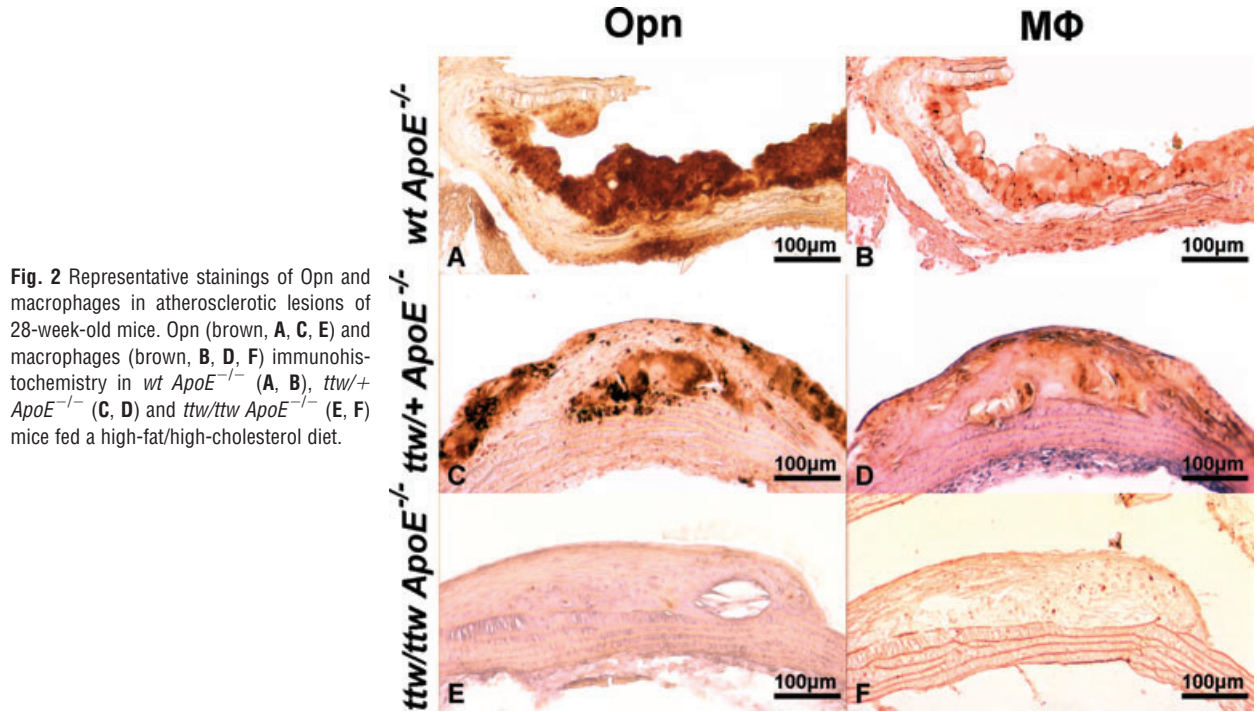 Opn
MΦ
wt ApoE-/-
A
100µm
B
100µm
ttw/+ ApoE-/-
C
100µm
D
100µm
ttw/ttw ApoE-/-
E
100µm
F
100µm
Fig. 2 Representative stainings of Opn and
macrophages in atherosclerotic lesions of
28-week-old mice. Opn (brown, A, C, E) and
macrophages (brown, B, D, F) immunohis-
tochemistry in wt ApoE−/− (A, B), ttw/+
ApoE−/− (C, D) and ttw/ttw ApoE−/− (E, F)
mice fed a high-fat/high-cholesterol diet.